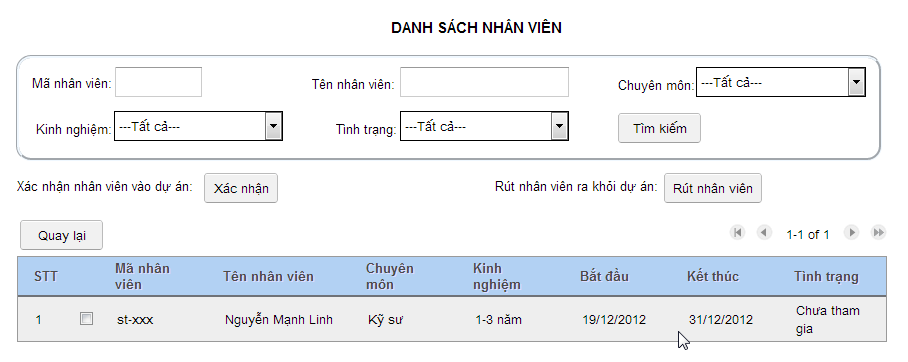 DANH SÁCH NHÂN VIÊN
Mã nhân viên: Tên nhân viên: Chuyên môn: ---Tất cả---
Kinh nghiệm: ---Tất cả--- Tình trạng: ---Tất cả--- Tìm kiếm
Xác nhận nhân viên vào dự án: Xác nhận Rút nhân viên ra khỏi dự án: Rút nhân viên
Quay lại 1-1 of 1
STT Mã nhân viên Tên nhân viên Chuyên môn Kinh nghiệm Bắt đầu Kết thúc Tình trạng
1 st-xxx Nguyễn Mạnh Linh Kỹ sư 1-3 năm 19/12/2012 31/12/2012 Chưa tham gia